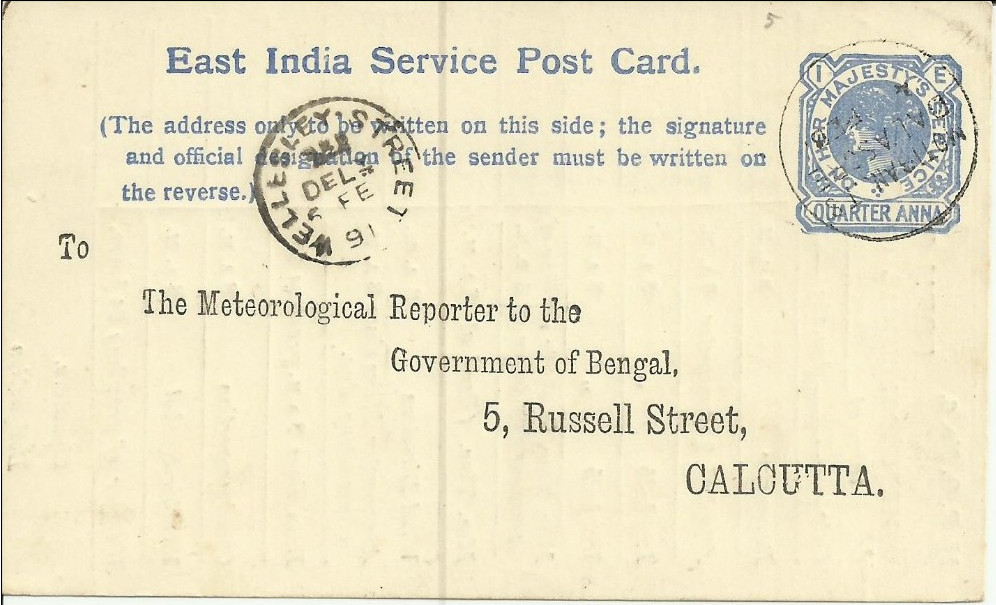 5
East India Service Post Card.
(The address only to be written on this side; the signature
and official designation of the sender must be written on
the reverse.)
I E
HER MAJESTY'S SERVICE
QUARTER ANNA
WELLESLEY STREET
DEL
FE
91
To
The Meteorological Reporter to the
Government of Bengal,
5, Russell Street,
CALCUTTA.